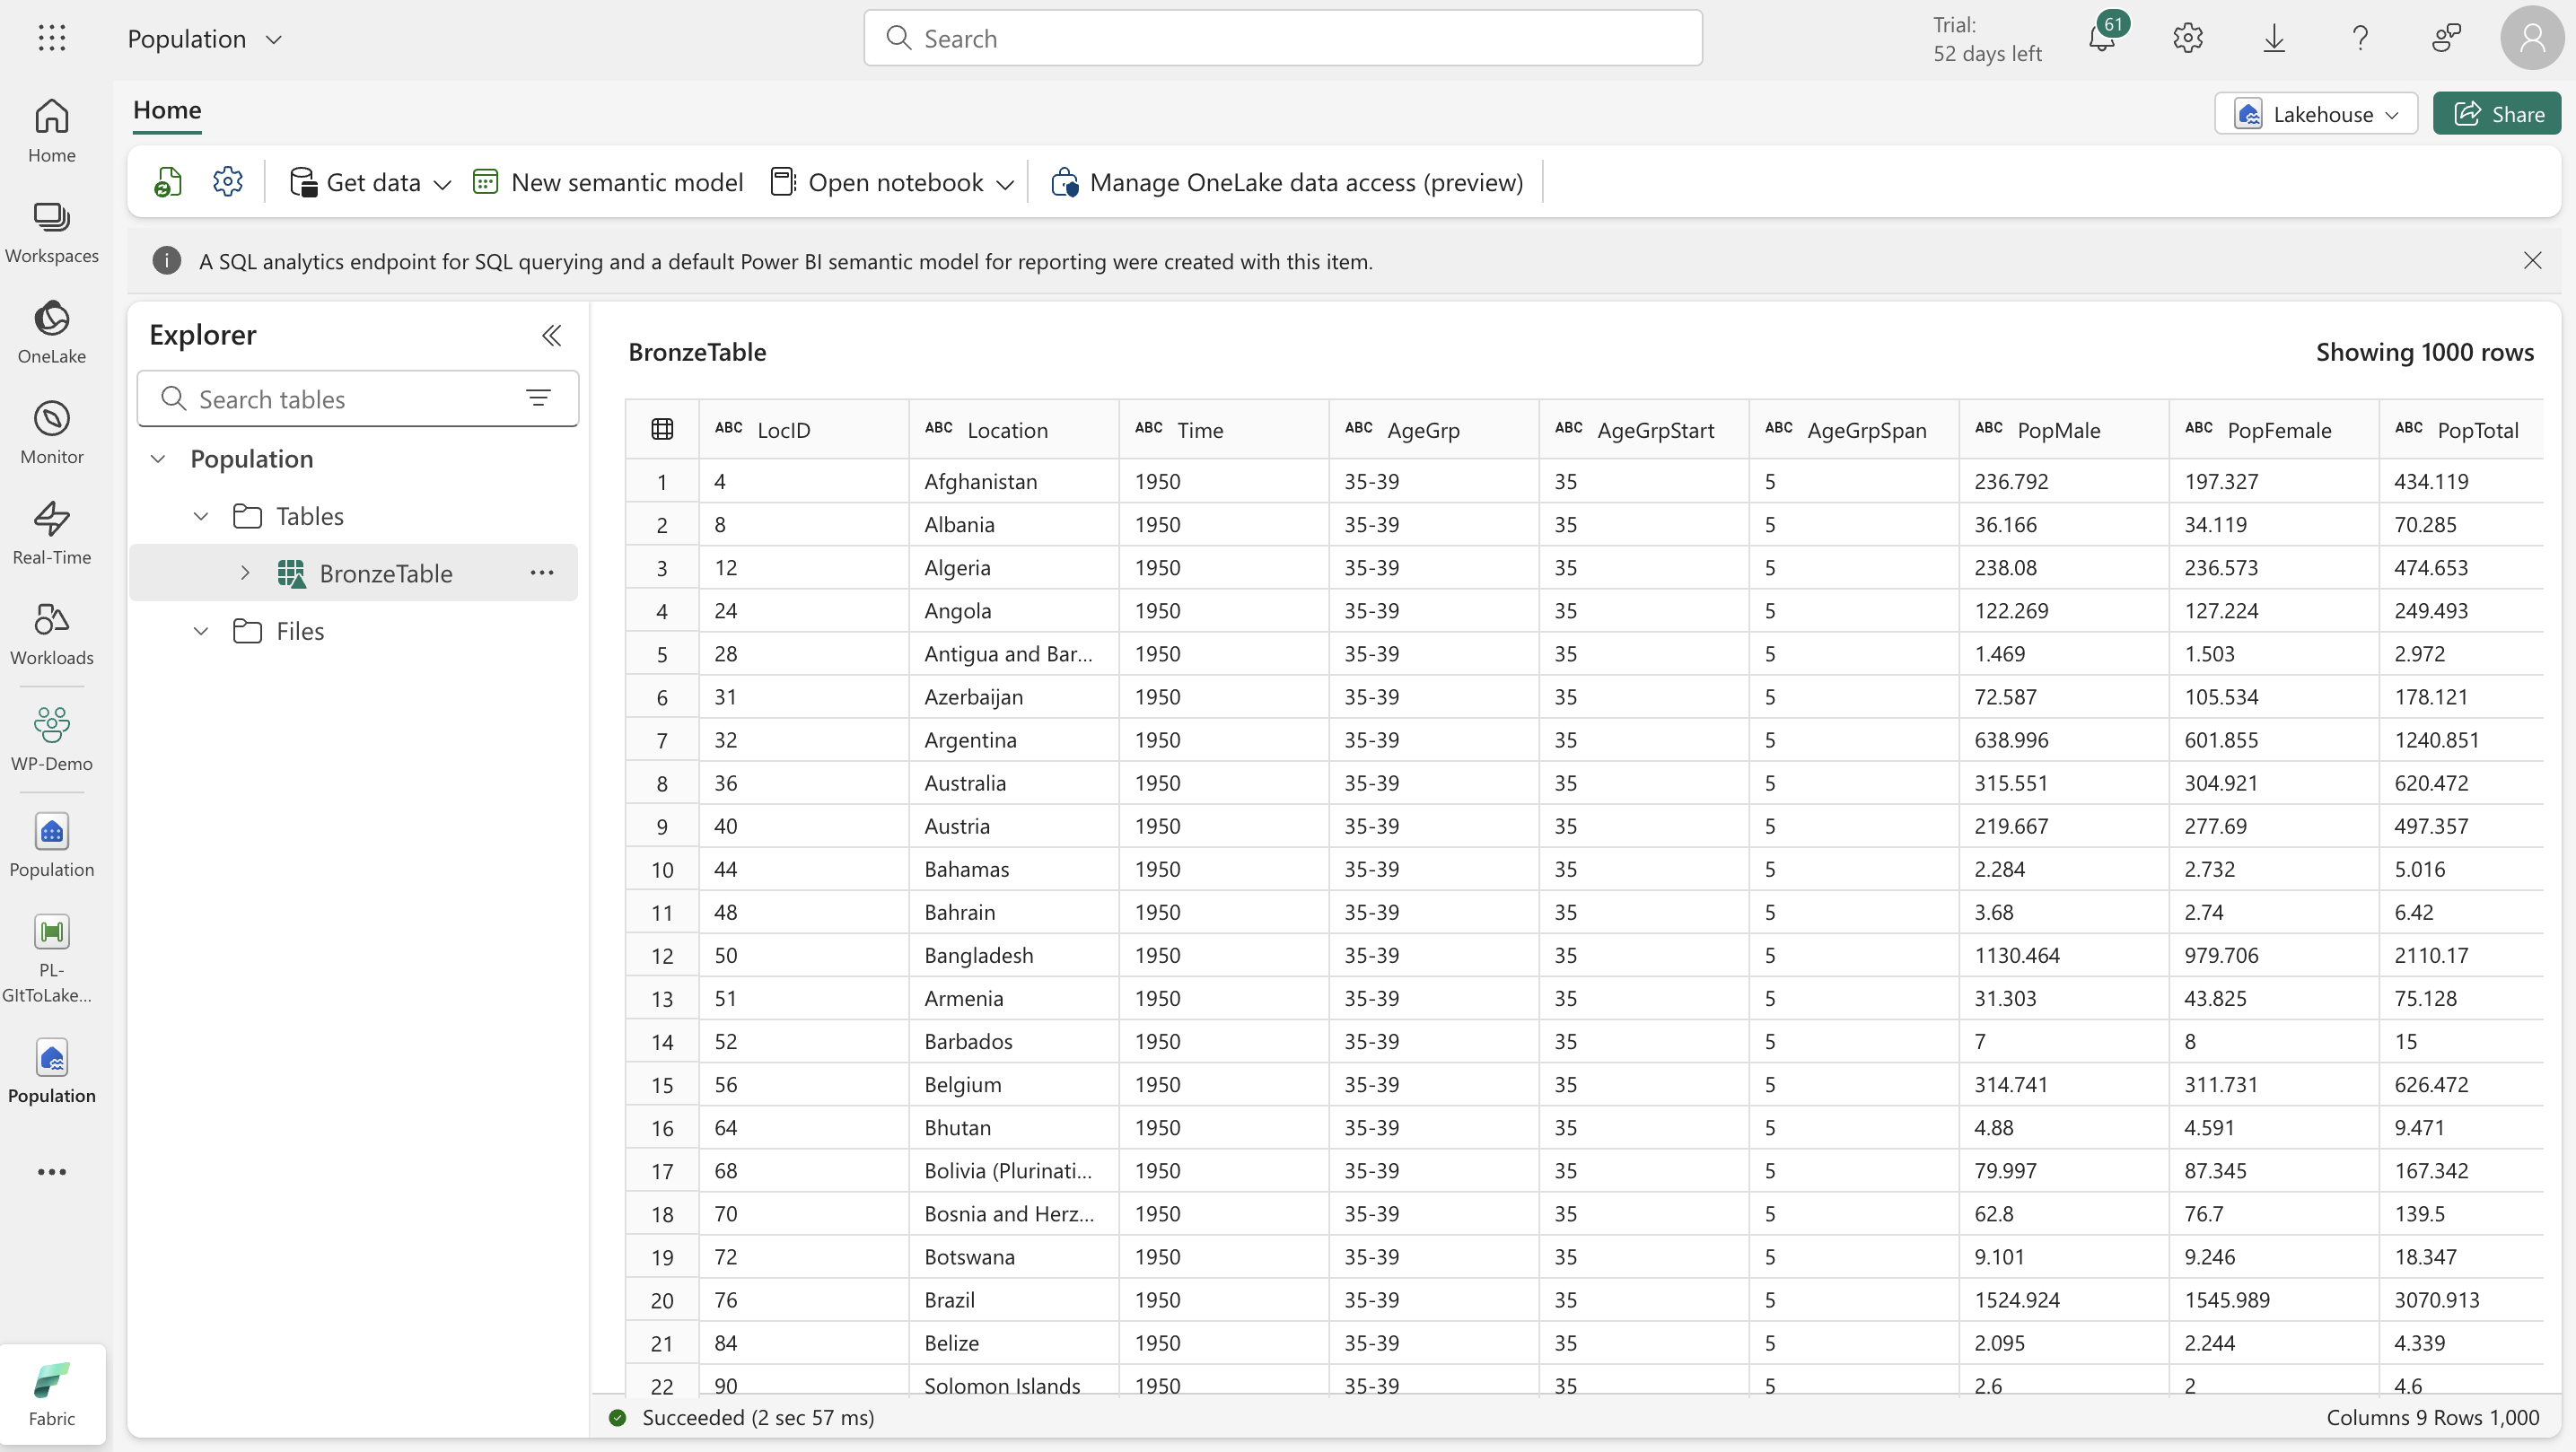 Population
Search
Trial:
52 days left
61
Home
Lakehouse
Share
Get data
New semantic model
Open notebook
Manage OneLake data access (preview)
A SQL analytics endpoint for SQL querying and a default Power BI semantic model for reporting were created with this item.
Home
Workspaces
OneLake
Monitor
Real-Time
Workloads
WP-Demo
Population
PL-
GItToLake...
Population
Fabric
Explorer
Search tables
Population
Tables
BronzeTable
Files
BronzeTable
Showing 1000 rows
ABC LocID ABC Location ABC Time ABC AgeGrp ABC AgeGrpStart ABC AgeGrpSpan ABC PopMale ABC PopFemale ABC PopTotal
1 4 Afghanistan 1950 35-39 35 5 236.792 197.327 434.119
2 8 Albania 1950 35-39 35 5 36.166 34.119 70.285
3 12 Algeria 1950 35-39 35 5 238.08 236.573 474.653
4 24 Angola 1950 35-39 35 5 122.269 127.224 249.493
5 28 Antigua and Bar... 1950 35-39 35 5 1.469 1.503 2.972
6 31 Azerbaijan 1950 35-39 35 5 72.587 105.534 178.121
7 32 Argentina 1950 35-39 35 5 638.996 601.855 1240.851
8 36 Australia 1950 35-39 35 5 315.551 304.921 620.472
9 40 Austria 1950 35-39 35 5 219.667 277.69 497.357
10 44 Bahamas 1950 35-39 35 5 2.284 2.732 5.016
11 48 Bahrain 1950 35-39 35 5 3.68 2.74 6.42
12 50 Bangladesh 1950 35-39 35 5 1130.464 979.706 2110.17
13 51 Armenia 1950 35-39 35 5 31.303 43.825 75.128
14 52 Barbados 1950 35-39 35 5 7 8 15
15 56 Belgium 1950 35-39 35 5 314.741 311.731 626.472
16 64 Bhutan 1950 35-39 35 5 4.88 4.591 9.471
17 68 Bolivia (Plurinati... 1950 35-39 35 5 79.997 87.345 167.342
18 70 Bosnia and Herz... 1950 35-39 35 5 62.8 76.7 139.5
19 72 Botswana 1950 35-39 35 5 9.101 9.246 18.347
20 76 Brazil 1950 35-39 35 5 1524.924 1545.989 3070.913
21 84 Belize 1950 35-39 35 5 2.095 2.244 4.339
22 90 Solomon Islands 1950 35-39 35 5 2.6 2 4.6
Succeeded (2 sec 57 ms)
Columns 9 Rows 1,000